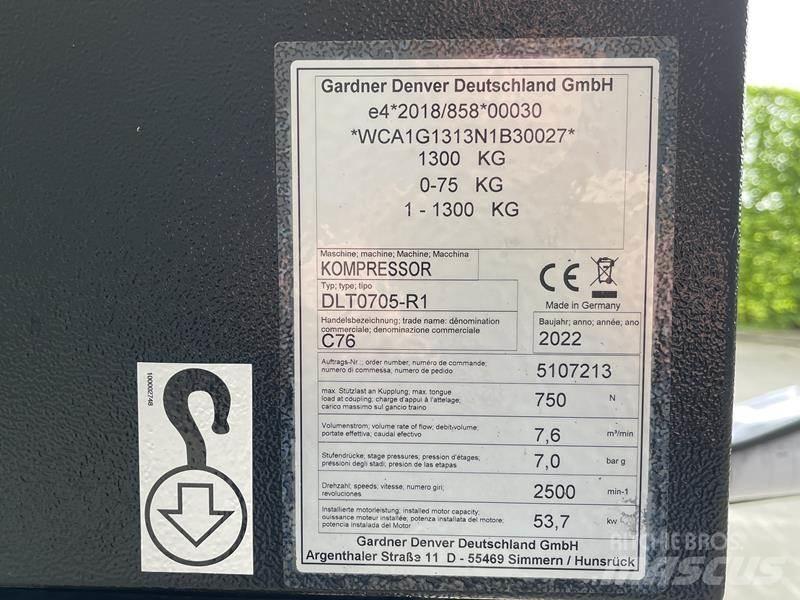 Gardner Denver Deutschland GmbH
e4*2018/858*00030
*WCA1G1313N1B30027*
1300 KG
0-75 KG
1 - 1300 KG
Maschine; machine; Machine; Macchina
KOMPRESSOR
Typ; type; tipo
DLT0705-R1
CE
Made in Germany
Handelsbezeichnung; trade name; dénomination
commerciale; denominazione commerciale
C76
Baujahr; anno; année; ano
2022
Auftrags-Nr.; order number, numéro de commande;
numero di commessa, numero de pedido
5107213
max. Stützlast an Kupplung; max. tongue
load at coupling; charge d'appui à l'attelage;
carico massimo sul gancio traino
750 N
Volumenstrom; volume rate of flow; debit/volume;
portate effettiva; caudal efectivo
7,6 m³/min
Stufendrücke; stage pressures, pression d'étages;
pressioni degli stadi; presion de las etapas
7,0 bar g
Drehzahl; speeds; vitesse, numero giri;
revoluciones
2500 min-1
Installierte motorleistung; installed motor capacity;
ouissance moteur installée; potenza installata del motore;
potencia instalada del Motor
53,7 kw
Gardner Denver Deutschland GmbH
Argenthaler Straße 11 D - 55469 Simmern / Hunsrück
100002748
RITCHIE BROS.
MASCUS